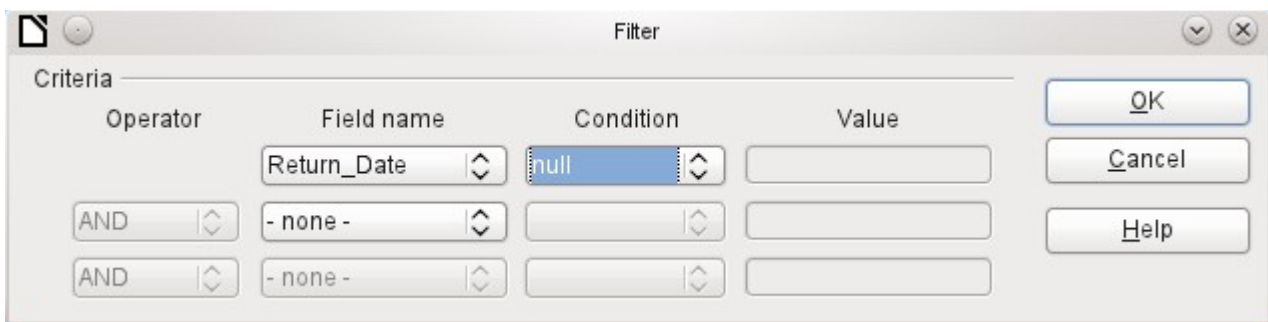 Filter
Criteria
Operator Field name Condition Value
Return_Date null
AND - none -
AND - none -
OK
Cancel
Help